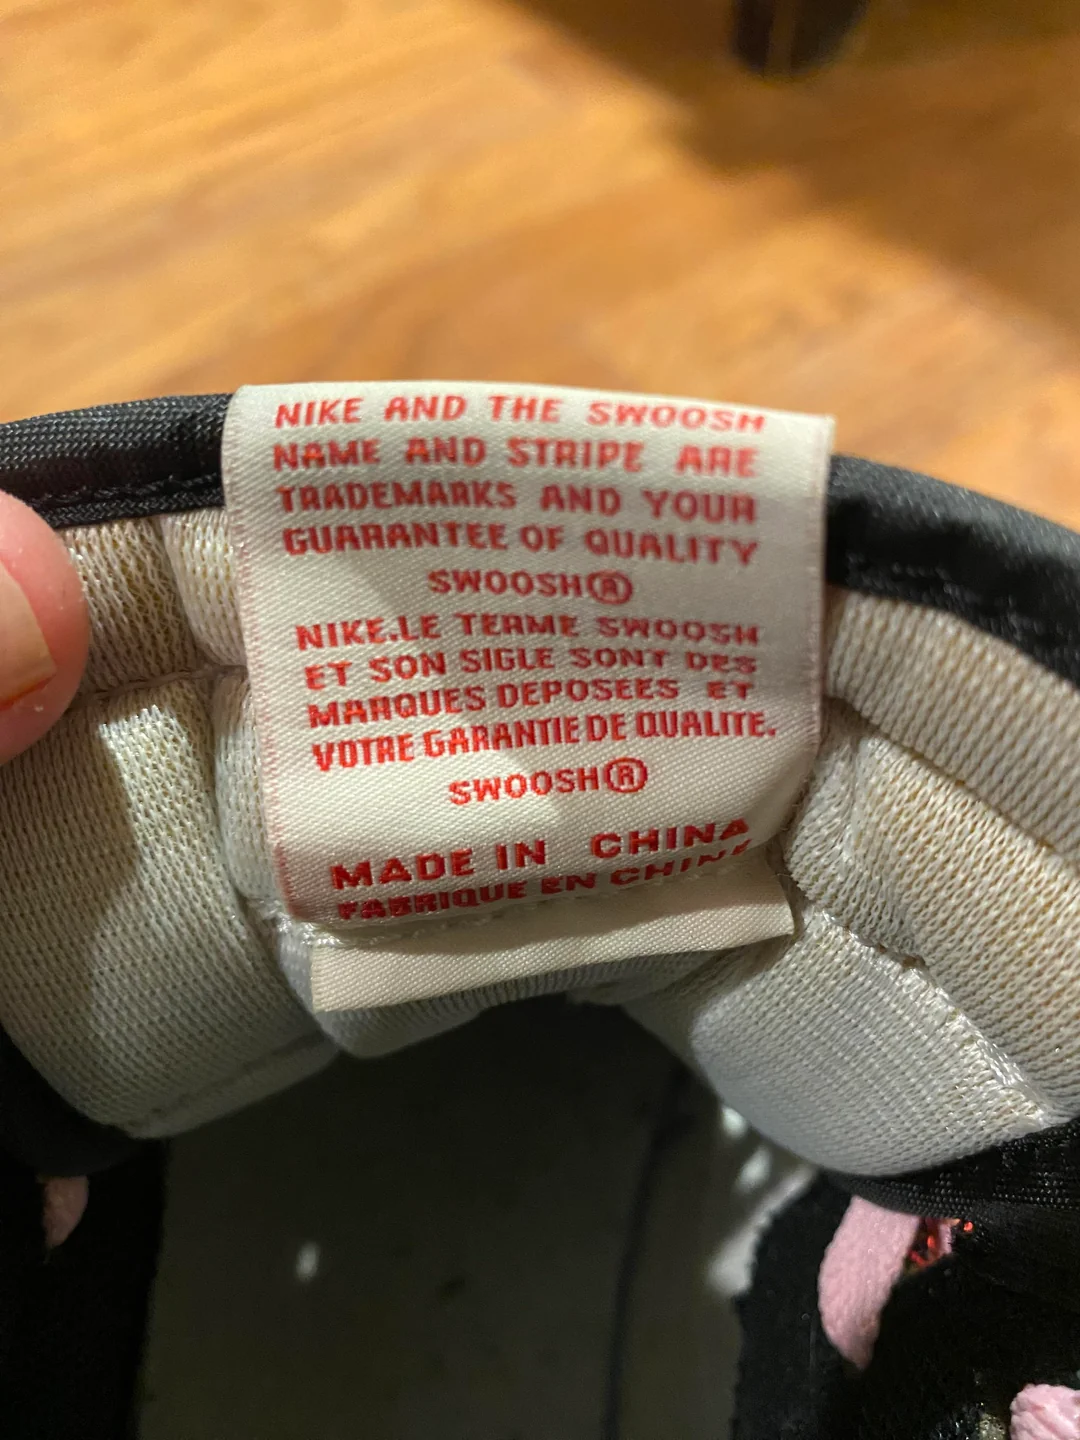 NIKE AND THE SWOOSH
NAME AND STRIPE ARE
TRADEMARKS AND YOUR
GUARANTEE OF QUALITY
SWOOSH®
NIKE.LE TERME SWOOSH
ET SON SIGLE SONT DES
MARQUES DEPOSEES ET
VOTRE GARANTIE DE QUALITE.
SWOOSH®
MADE IN CHINA
FABRIQUE EN CHINE